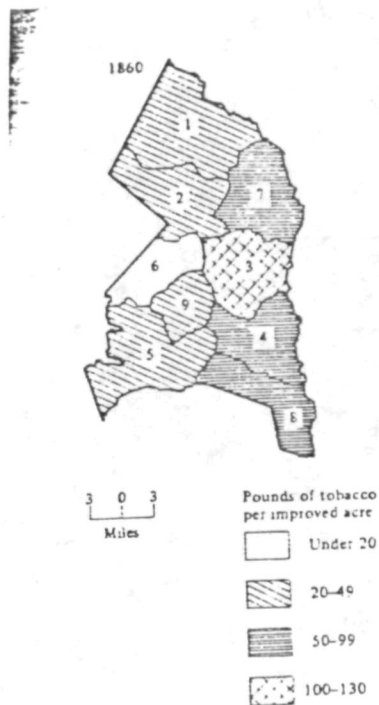 1860
1
2
7
6
3
9
4
5
8
3 0 3
Miles
Pounds of tobacco
per improved acre
Under 20
20–49
50–99
100–130